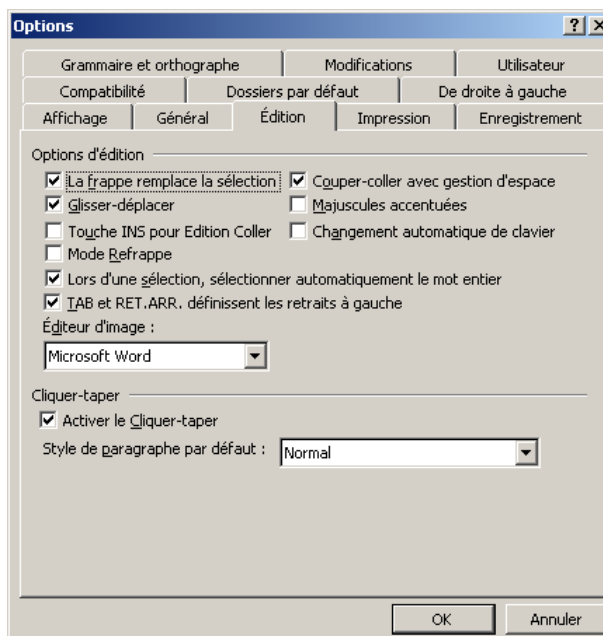 Options
Grammaire et orthographe Modifications Utilisateur
Compatibilité Dossiers par défaut De droite à gauche
Affichage Général Édition Impression Enregistrement
Options d'édition
La frappe remplace la sélection Couper-coller avec gestion d'espace
Glisser-déplacer Majuscules accentuées
Touche INS pour Edition Coller Changement automatique de clavier
Mode Refrappe
Lors d'une sélection, sélectionner automatiquement le mot entier
TAB et RET.ARR. définissent les retraits à gauche
Éditeur d'image :
Microsoft Word
Cliquer-taper
Activer le Cliquer-taper
Style de paragraphe par défaut : Normal
OK Annuler